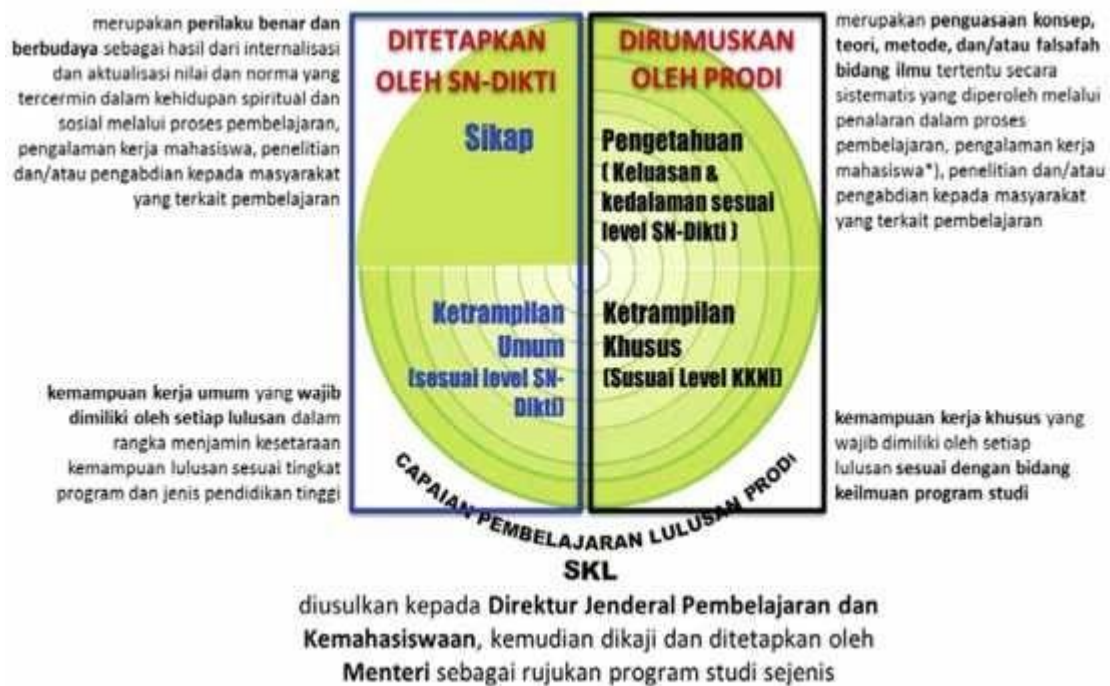 merupakan perilaku benar dan
berbudaya sebagai hasil dari internalisasi
dan aktualisasi nilai dan norma yang
tercermin dalam kehidupan spiritual dan
sosial melalui proses pembelajaran,
pengalaman kerja mahasiswa, penelitian
dan/atau pengabdian kepada masyarakat
yang terkait pembelajaran
DITETAPKAN
OLEH SN-DIKTI
Sikap
DIRUMUSKAN
OLEH PRODI
Pengetahuan
( Keluasan &
kedalaman sesuai
level SN-Dikti )
merupakan penguasaan konsep,
teori, metode, dan/atau falsafah
bidang ilmu tertentu secara
sistematis yang diperoleh melalui
penalaran dalam proses
pembelajaran, pengalaman kerja
mahasiswa*), penelitian dan/atau
pengabdian kepada masyarakat
yang terkait pembelajaran
kemampuan kerja umum yang wajib
dimiliki oleh setiap lulusan dalam
rangka menjamin kesetaraan
kemampuan lulusan sesuai tingkat
program dan jenis pendidikan tinggi
Ketrampilan
Umum
(sesuai level SN-
Dikti)
Ketrampilan
Khusus
(Susuai Level KKNI)
kemampuan kerja khusus yang
wajib dimiliki oleh setiap
lulusan sesuai dengan bidang
keilmuan program studi
CAPAIAN PEMBELAJARAN LULUSAN PRODi
SKL
diusulkan kepada Direktur Jenderal Pembelajaran dan
Kemahasiswaan, kemudian dikaji dan ditetapkan oleh
Menteri sebagai rujukan program studi sejenis